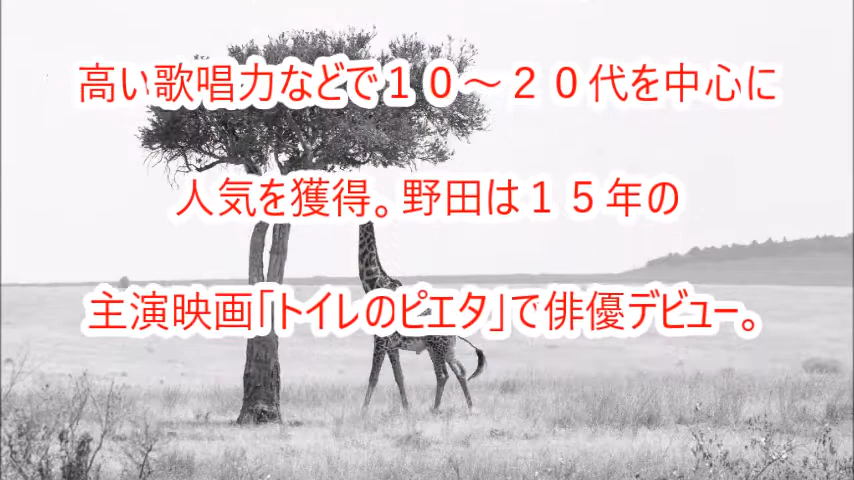 高い歌唱力などで１０～２０代を中心に
人気を獲得。野田は１５年の
主演映画「トイレのピエタ」で俳優デビュー。